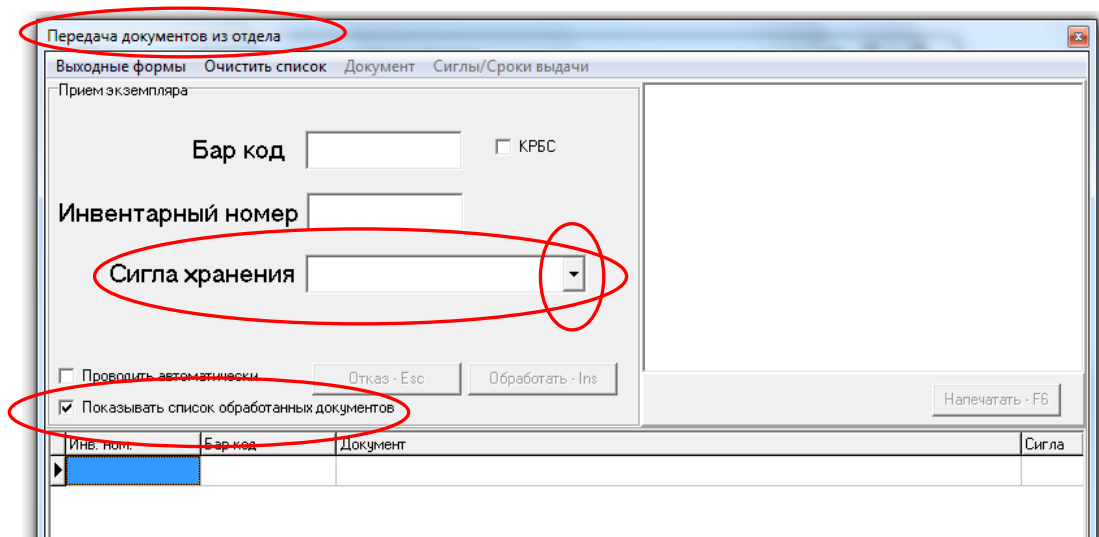 Передача документов из отдела
Выходные формы Очистить список Документ Сиглы/Сроки выдачи
Прием экземпляра
Бар код
КРБС
Инвентарный номер
Сигла хранения
Проводить автоматически
Отказ - Esc
Обработать - Ins
Показывать список обработанных документов
Напечатать - F6
Инв. ном. Бар код Документ Сигла